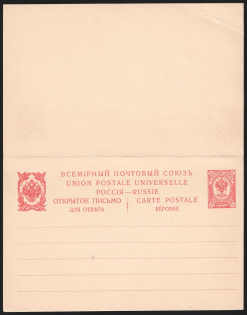 ВСЕМІРНЫЙ ПОЧТОВЫЙ СОЮЗЪ
UNION POSTALE UNIVERSELLE
РОССІЯ—RUSSIE
ОТКРЫТОЕ ПИСЬМО CARTE POSTALE
ДЛЯ ОТВѢТА RÉPONSE